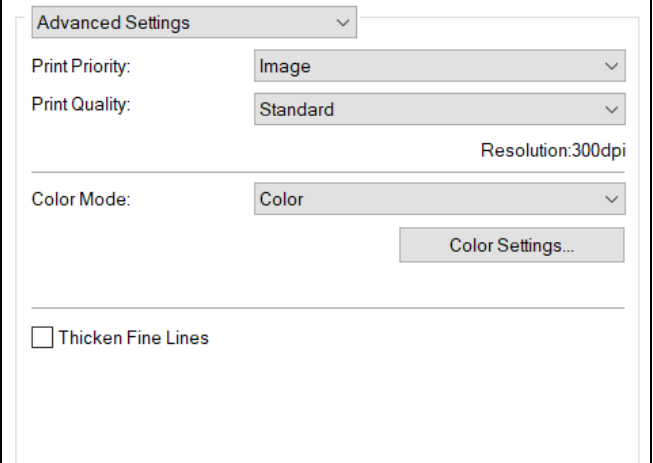 Advanced Settings
Print Priority: Image
Print Quality: Standard
Resolution:300dpi
Color Mode: Color
Color Settings...
Thicken Fine Lines